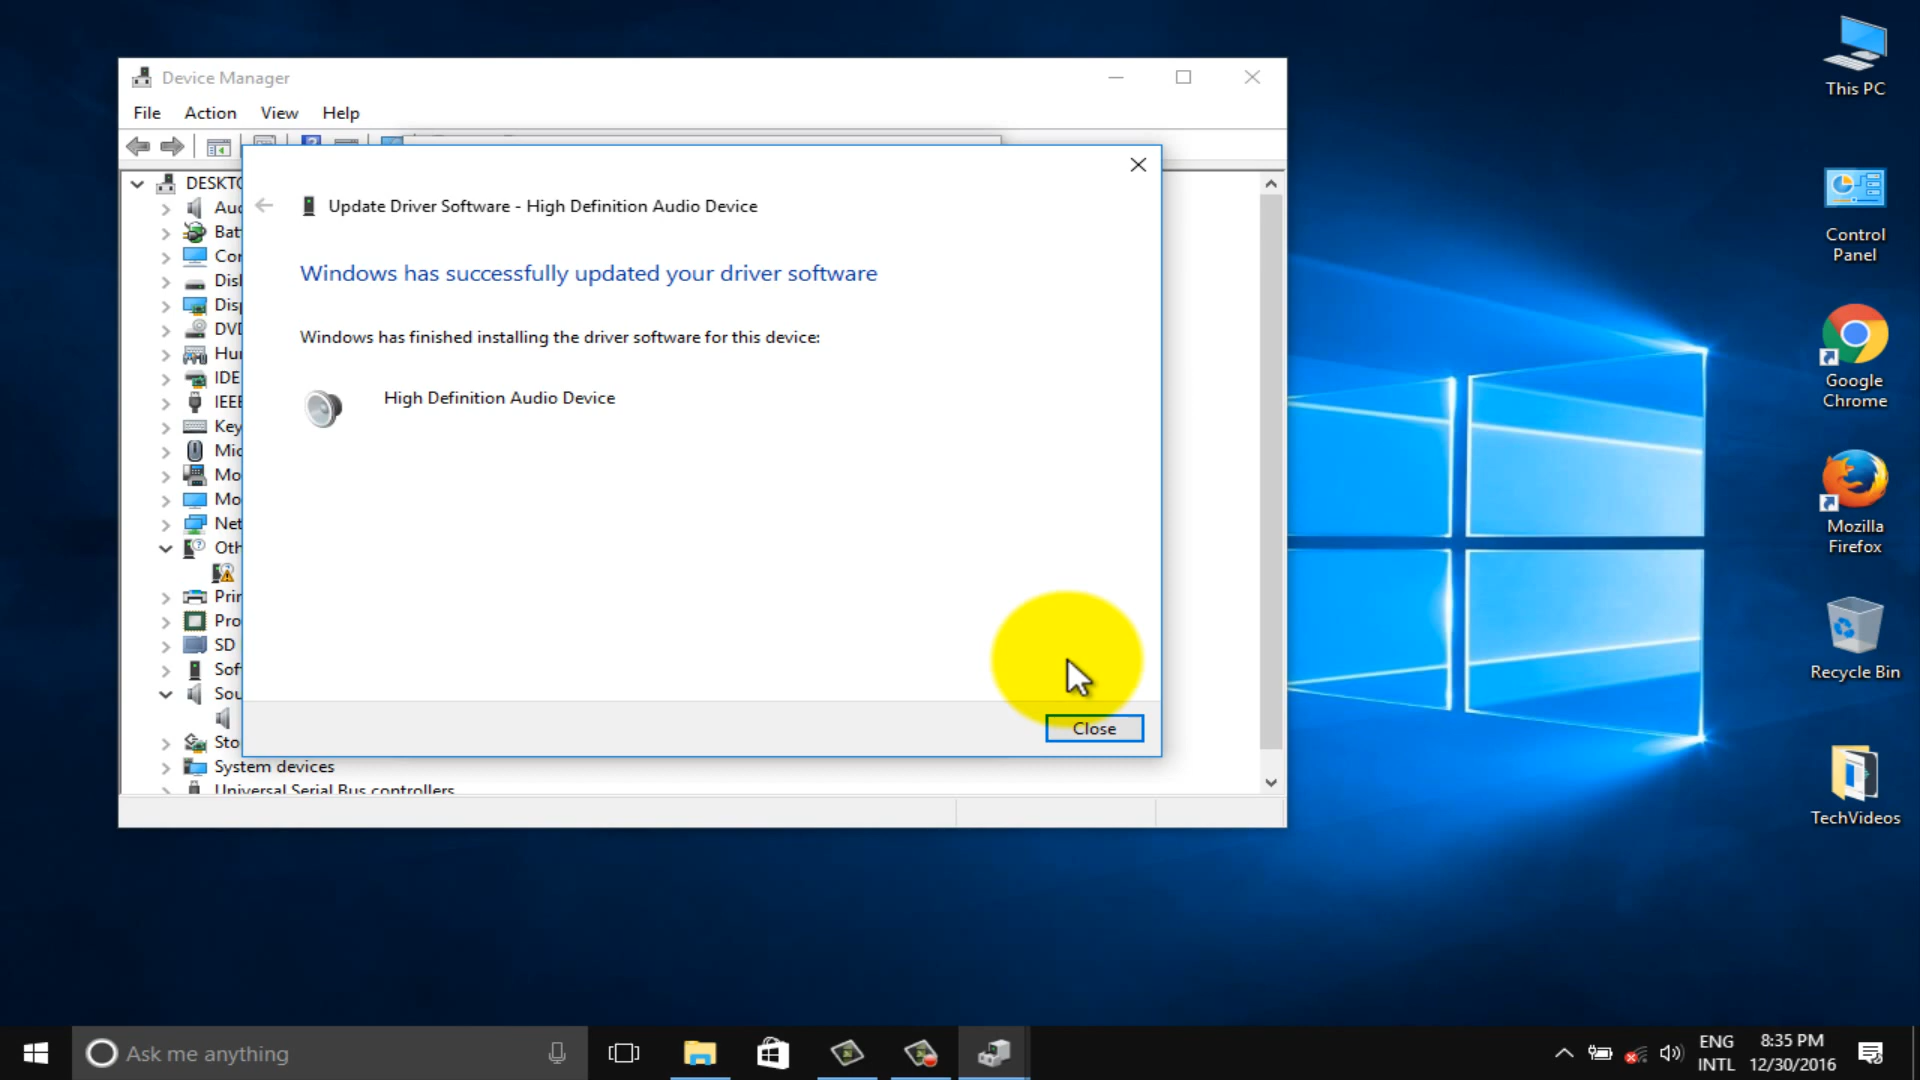 Device Manager
File Action View Help
Update Driver Software - High Definition Audio Device
Windows has successfully updated your driver software
Windows has finished installing the driver software for this device:
High Definition Audio Device
Close
DESKTO
Aud
Bat
Cor
Disk
Disp
DVD
Hur
IDE
IEEE
Key
Mic
Mo
Mo
Net
Oth
Prin
Pro
SD
Soft
Sou
Sto
System devices
Universal Serial Bus controllers
This PC
Control
Panel
Google
Chrome
Mozilla
Firefox
Recycle Bin
TechVideos
Ask me anything
ENG
INTL
8:35 PM
12/30/2016